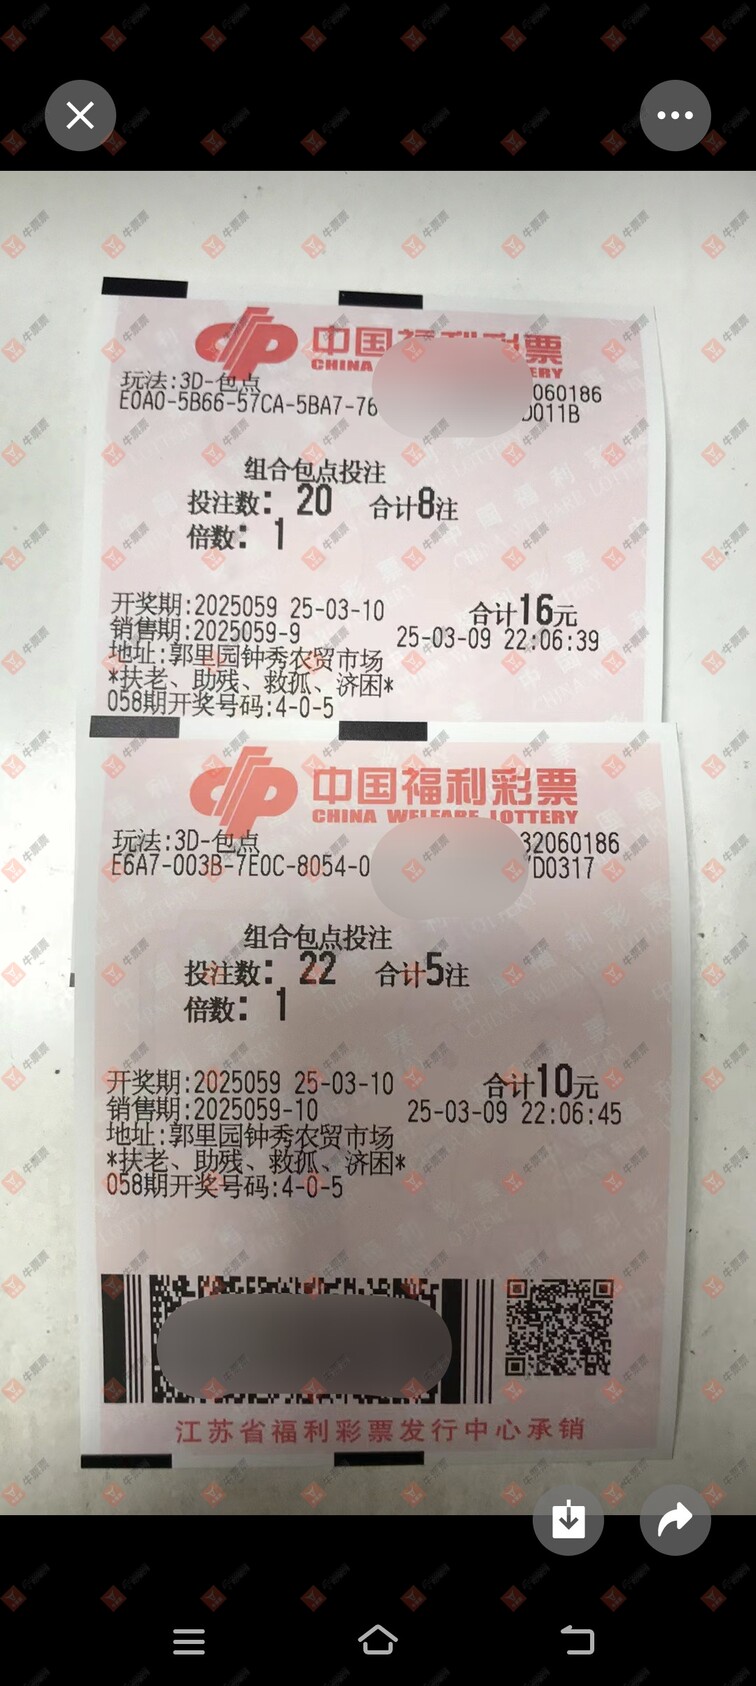 中国福利彩票
CHINA ERY
玩法:3D-包点 060186
E0A0-5B66-57CA-5BA7-76 D011B
组合包点投注
投注数: 20 合计8注
倍数: 1
开奖期:2025059 25-03-10 合计16元
销售期:2025059-9 25-03-09 22:06:39
地址:郭里园钟秀农贸市场
*扶老、助残、救孤、济困*
058期开奖号码:4-0-5
中国福利彩票
CHINA WELFARE LOTTERY
玩法:3D-包点 32060186
E6A7-003B-7E0C-8054-0 D0317
组合包点投注
投注数: 22 合计5注
倍数: 1
开奖期:2025059 25-03-10 合计10元
销售期:2025059-10 25-03-09 22:06:45
地址:郭里园钟秀农贸市场
*扶老、助残、救孤、济困*
058期开奖号码:4-0-5
江苏省福利彩票发行中心承销
牛票票